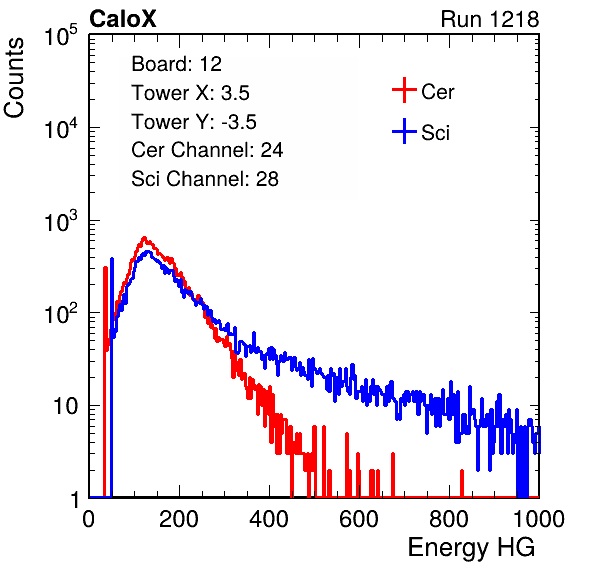 CaloX Run 1218
Counts
Board: 12
Tower X: 3.5
Tower Y: -3.5
Cer Channel: 24
Sci Channel: 28
Cer
Sci
10^5
10^4
10^3
10^2
10
1
0 200 400 600 800 1000
Energy HG